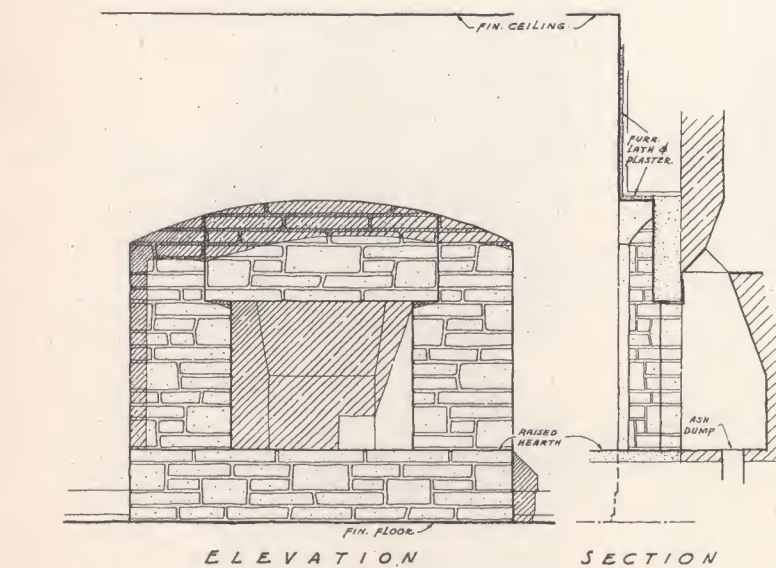 FIN. CEILING
FURR.
LATH &
PLASTER.
RAISED
HEARTH
ASH
DUMP
FIN. FLOOR
ELEVATION
SECTION